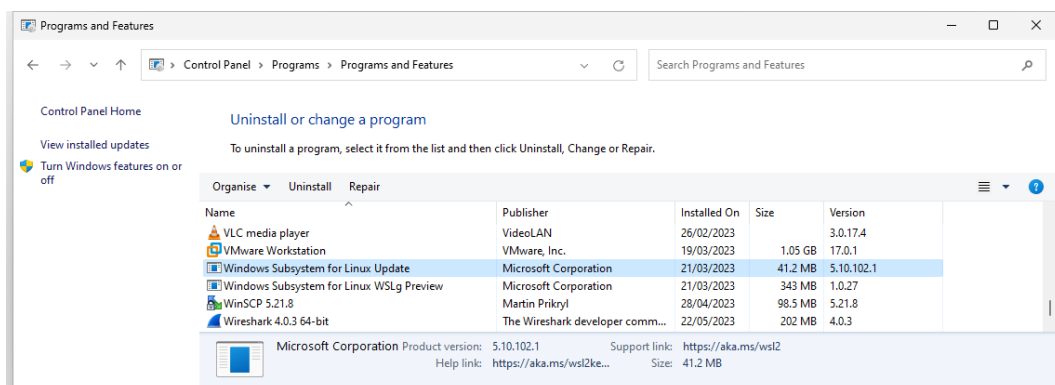 Programs and Features
Control Panel > Programs > Programs and Features
Search Programs and Features
Control Panel Home
View installed updates
Turn Windows features on or
off
Uninstall or change a program
To uninstall a program, select it from the list and then click Uninstall, Change or Repair.
Organise Uninstall Repair
Name Publisher Installed On Size Version
VLC media player VideoLAN 26/02/2023 3.0.17.4
VMware Workstation VMware, Inc. 19/03/2023 1.05 GB 17.0.1
Windows Subsystem for Linux Update Microsoft Corporation 21/03/2023 41.2 MB 5.10.102.1
Windows Subsystem for Linux WSLg Preview Microsoft Corporation 21/03/2023 343 MB 1.0.27
WinSCP 5.21.8 Martin Prikryl 28/04/2023 98.5 MB 5.21.8
Wireshark 4.0.3 64-bit The Wireshark developer comm... 22/05/2023 202 MB 4.0.3
Microsoft Corporation Product version: 5.10.102.1 Support link: https://aka.ms/wsl2
Help link: https://aka.ms/wsl2ke... Size: 41.2 MB